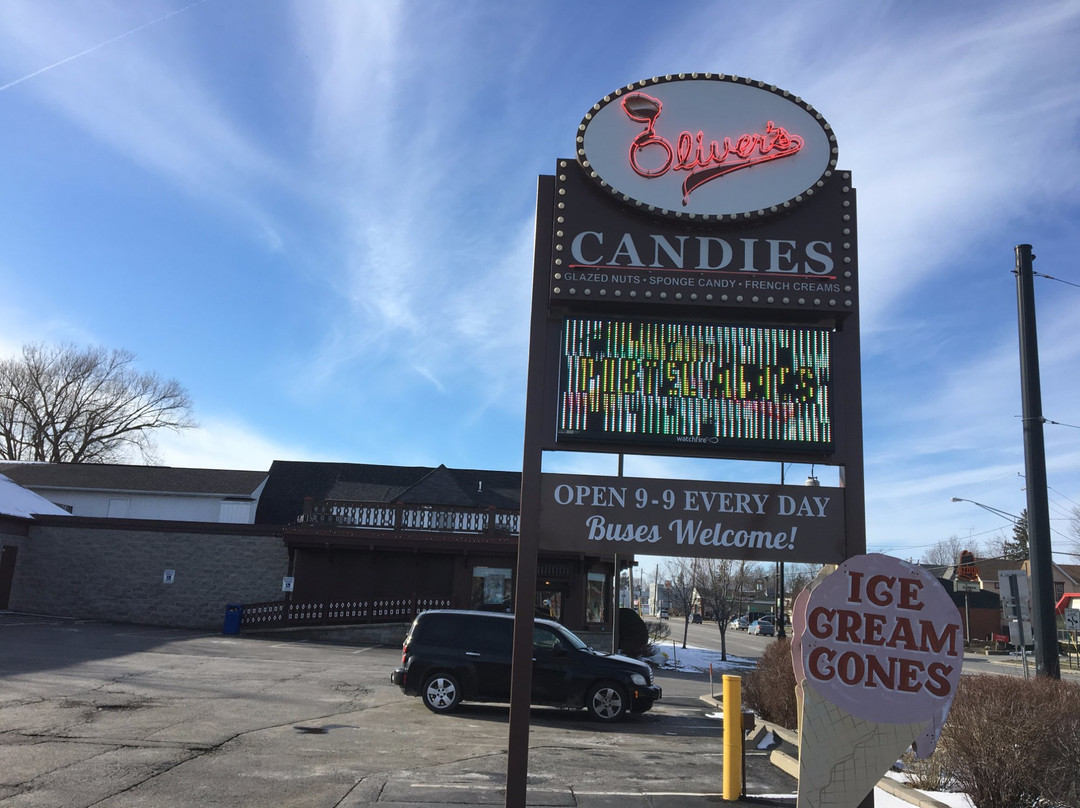 Oliver's
CANDIES
GLAZED NUTS • SPONGE CANDY • FRENCH CREAMS
watchfire
OPEN 9-9 EVERY DAY
Buses Welcome!
ICE
CREAM
CONES